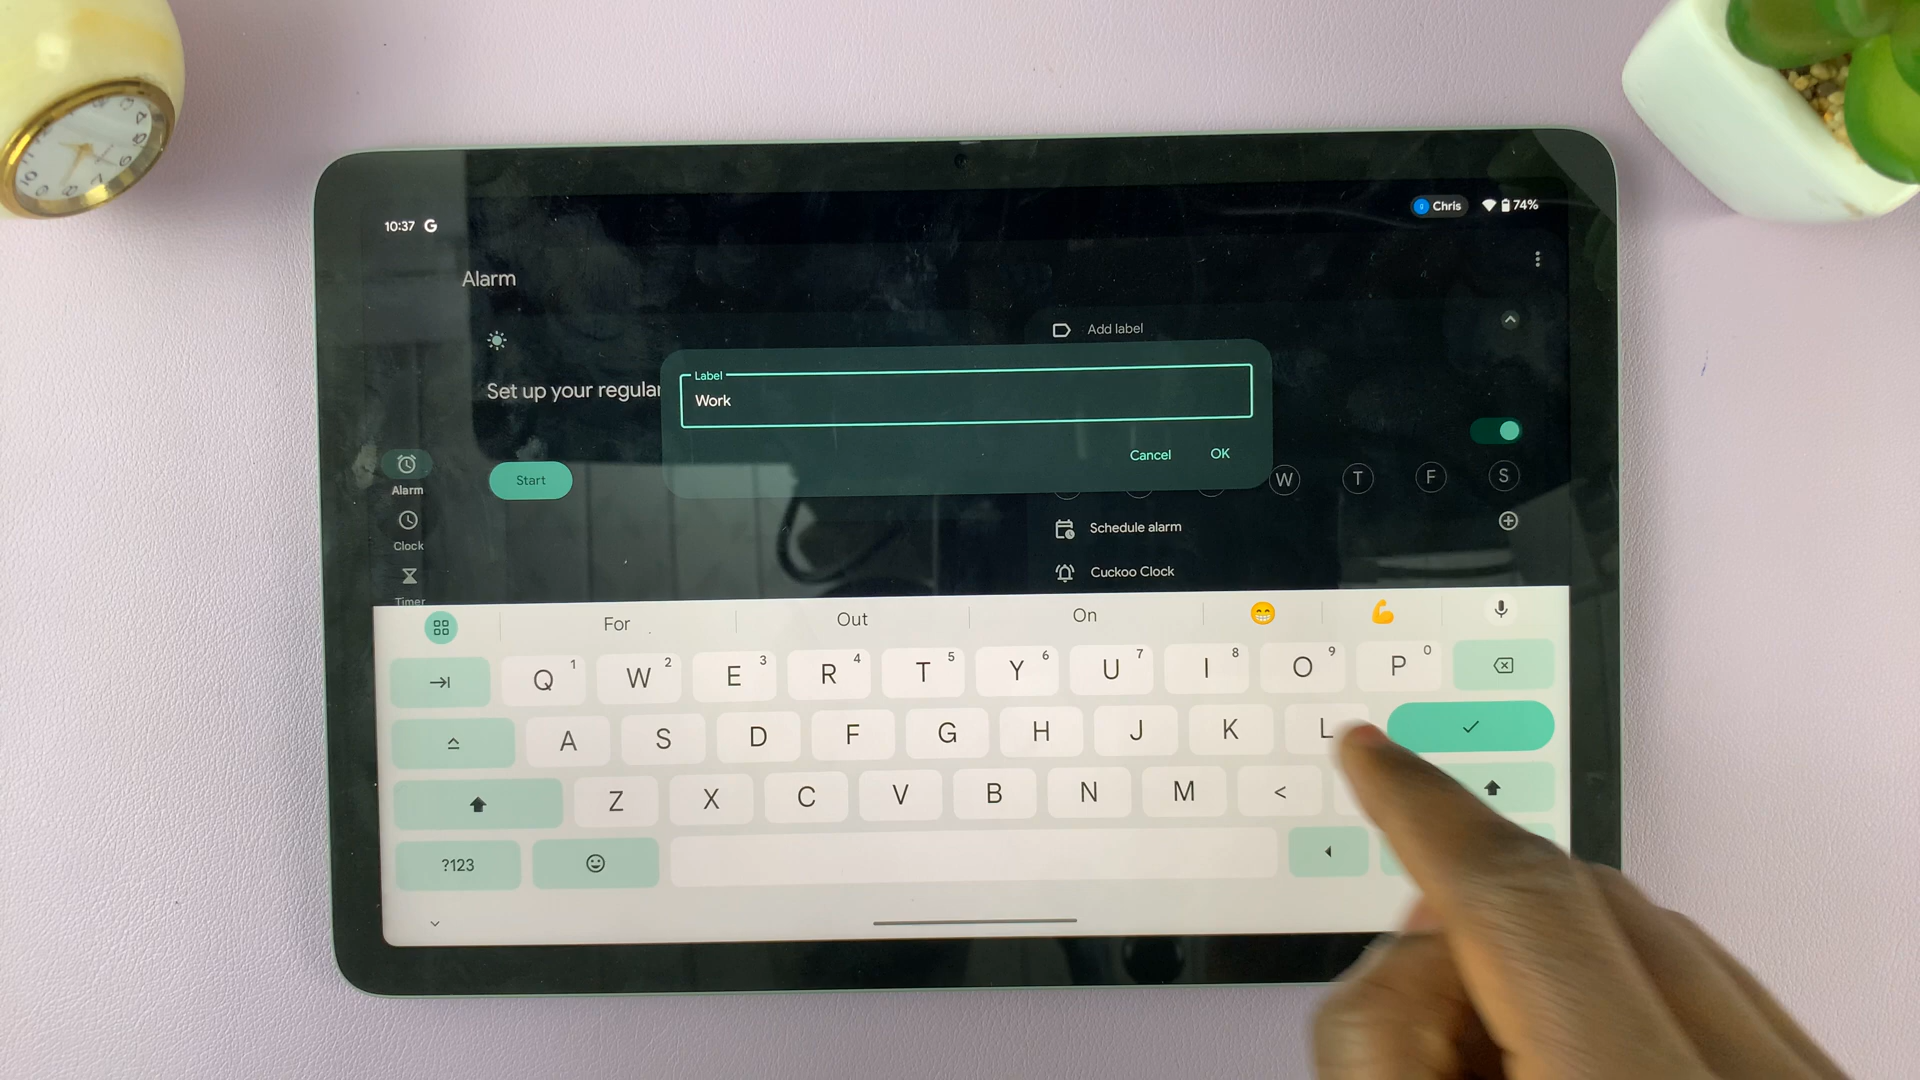 10:37 G
Chris 74%
Alarm
Add label
Label
Work
Set up your regular
Cancel OK
Start
W T F S
Alarm
Schedule alarm
Clock
Cuckoo Clock
Timer
For Out On
Q 1 W 2 E 3 R 4 T 5 Y 6 U 7 I 8 O 9 P 0
A S D F G H J K L
Z X C V B N M <
?123